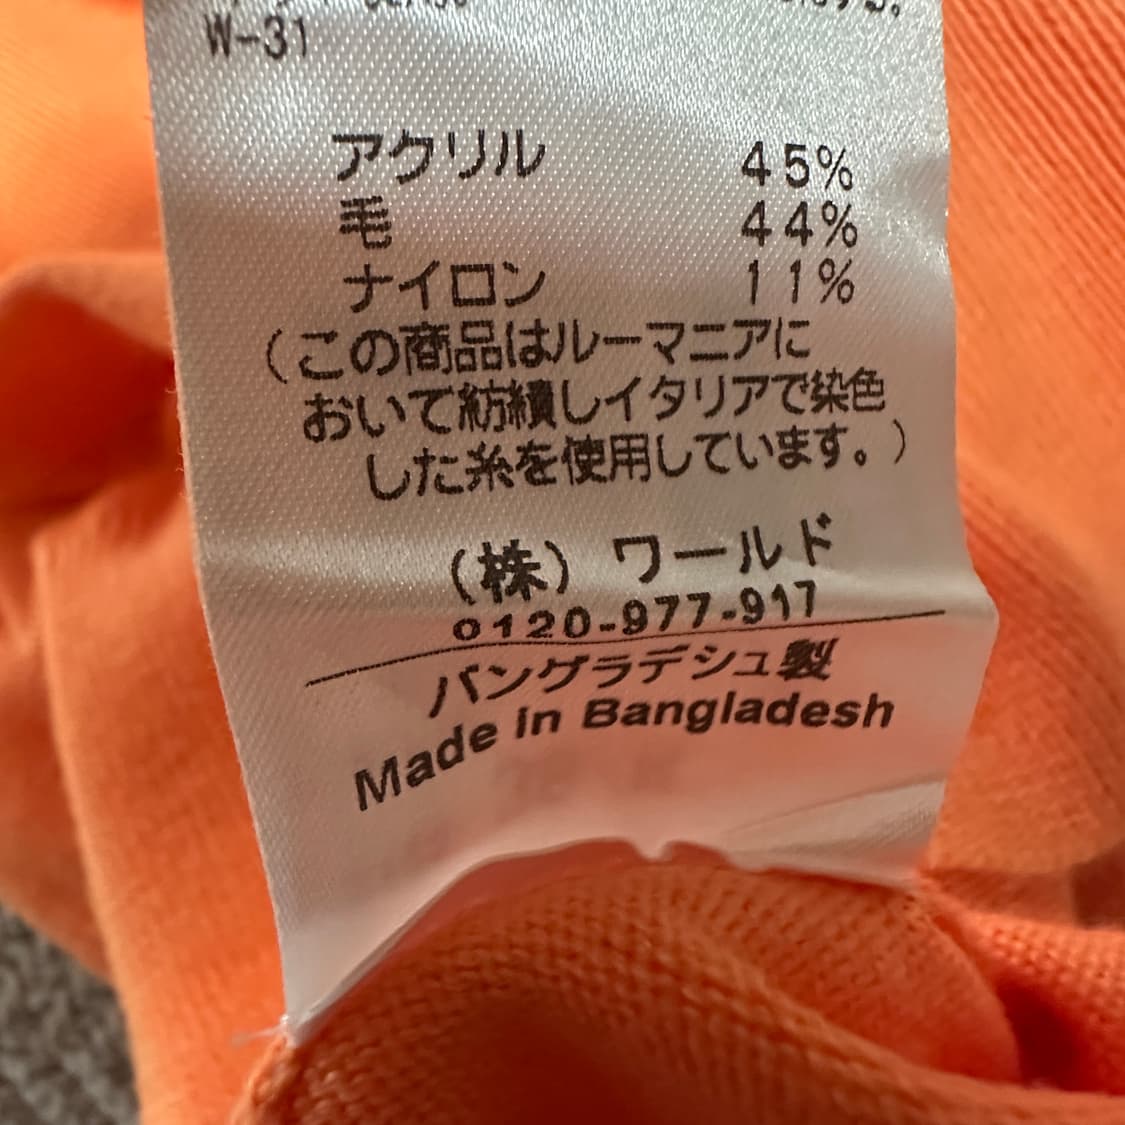 W-31
アクリル 45%
毛 44%
ナイロン 11%
(この商品はルーマニアに
おいて紡績しイタリアで染色
した糸を使用しています。)
(株) ワールド
0120-977-917
バングラデシュ製
Made in Bangladesh